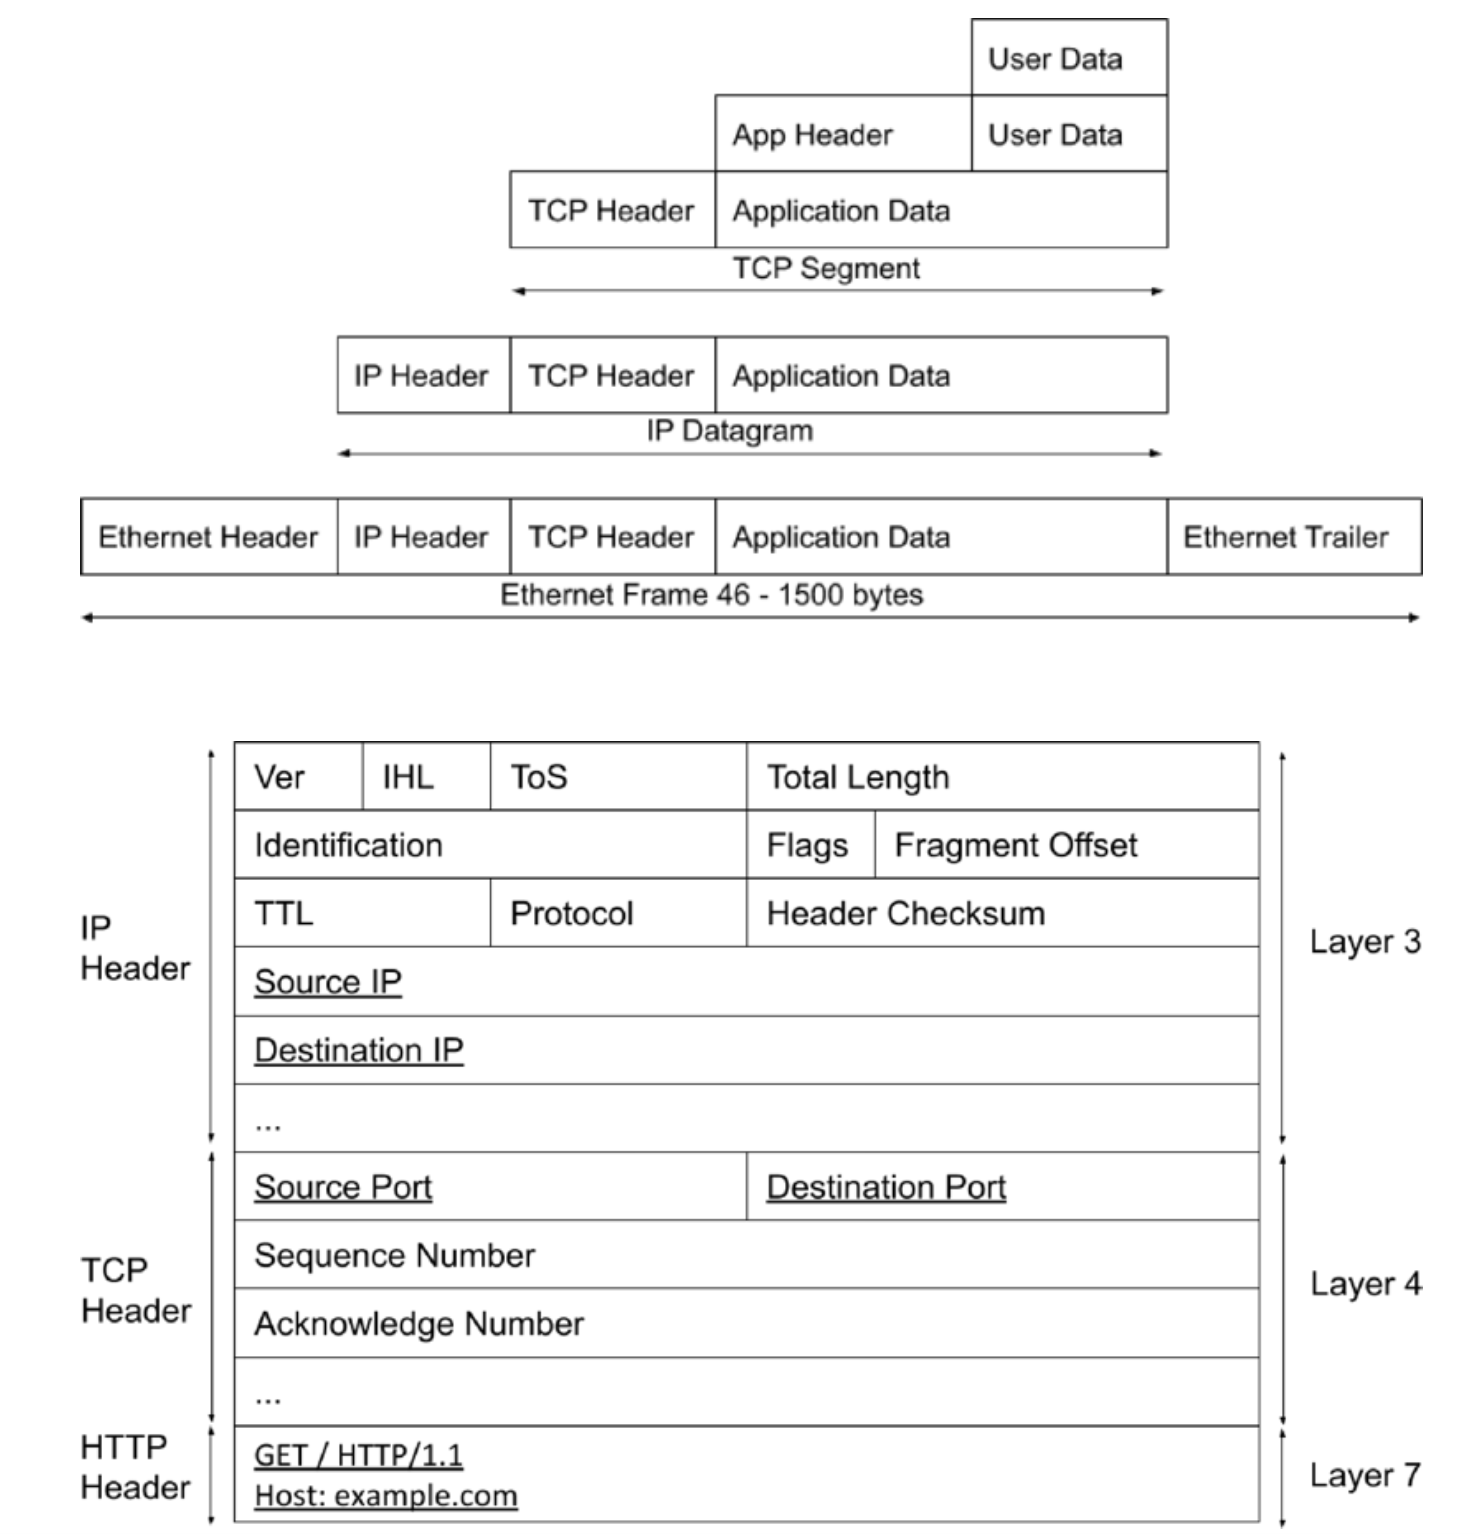 User Data
App Header User Data
TCP Header Application Data
TCP Segment
IP Header TCP Header Application Data
IP Datagram
Ethernet Header IP Header TCP Header Application Data Ethernet Trailer
Ethernet Frame 46 - 1500 bytes
IP
Header
Ver IHL ToS Total Length
Identification Flags Fragment Offset
TTL Protocol Header Checksum
Source IP
Destination IP
...
Layer 3
TCP
Header
Source Port Destination Port
Sequence Number
Acknowledge Number
...
Layer 4
HTTP
Header
GET / HTTP/1.1
Host: example.com
Layer 7